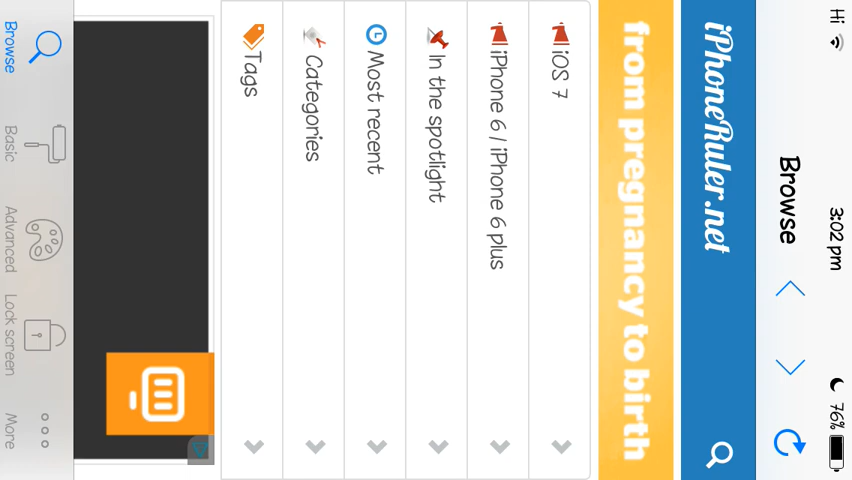 Hi 3:02 pm 76%
Browse
iPhoneRuler.net
from pregnancy to birth
iOS 7
iPhone 6 / iPhone 6 plus
In the spotlight
Most recent
Categories
Tags
Browse Basic Advanced Lock screen More